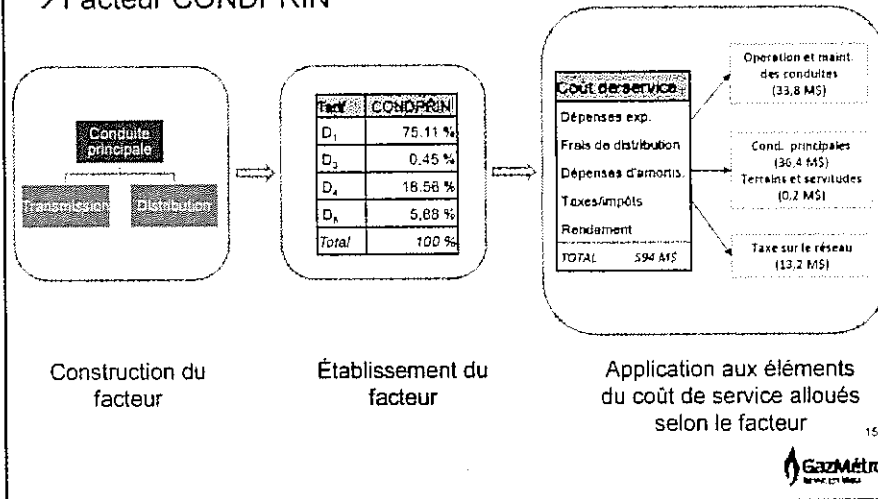 Facteur CONDPRIN
Conduite
principale
Transmission
Distribution
Tarif CONDPRIN
D₁ 75.11 %
D₃ 0.45 %
D₄ 18.56 %
D₅ 5,88 %
Total 100 %
Coût de service
Dépenses exp.
Frais de distribution
Dépenses d'amortis.
Taxes/impôts
Rendement
TOTAL 594 M$
Operation et maint.
des conduites
(33,8 M$)
Cond. principales
(36,4 M$)
Terrains et servitudes
(0,2 M$)
Taxe sur le réseau
(13,2 M$)
Construction du
facteur
Établissement du
facteur
Application aux éléments
du coût de service alloués
selon le facteur
15
GazMétro